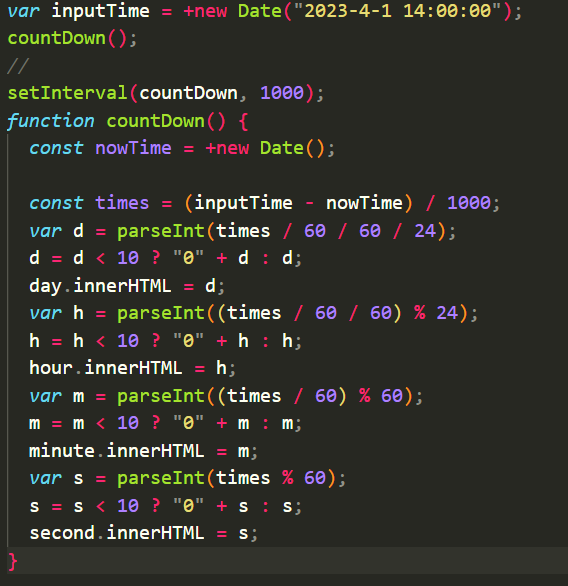 var inputTime = +new Date("2023-4-1 14:00:00");
countDown();
//
setInterval(countDown, 1000);
function countDown() {
  const nowTime = +new Date();

  const times = (inputTime - nowTime) / 1000;
  var d = parseInt(times / 60 / 60 / 24);
  d = d < 10 ? "0" + d : d;
  day.innerHTML = d;
  var h = parseInt((times / 60 / 60) % 24);
  h = h < 10 ? "0" + h : h;
  hour.innerHTML = h;
  var m = parseInt((times / 60) % 60);
  m = m < 10 ? "0" + m : m;
  minute.innerHTML = m;
  var s = parseInt(times % 60);
  s = s < 10 ? "0" + s : s;
  second.innerHTML = s;
}